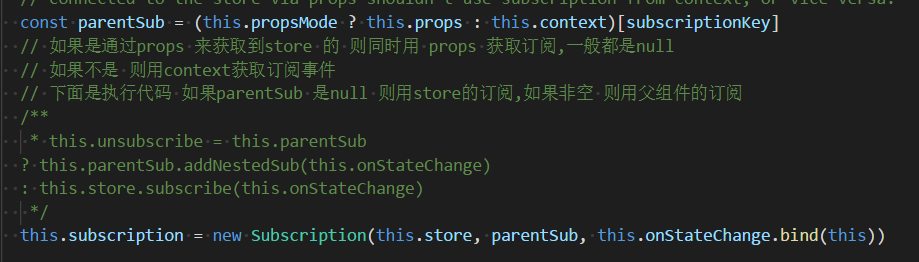 // connected to the store via props shouldn't use subscription from context, or vice versa.
const parentSub = (this.propsMode ? this.props : this.context)[subscriptionKey]
// 如果是通过props 来获取到store 的 则同时用 props 获取订阅,一般都是null
// 如果不是 则用context获取订阅事件
// 下面是执行代码 如果parentSub 是null 则用store的订阅,如果非空 则用父组件的订阅
/**
* this.unsubscribe = this.parentSub
? this.parentSub.addNestedSub(this.onStateChange)
: this.store.subscribe(this.onStateChange)
*/
this.subscription = new Subscription(this.store, parentSub, this.onStateChange.bind(this))